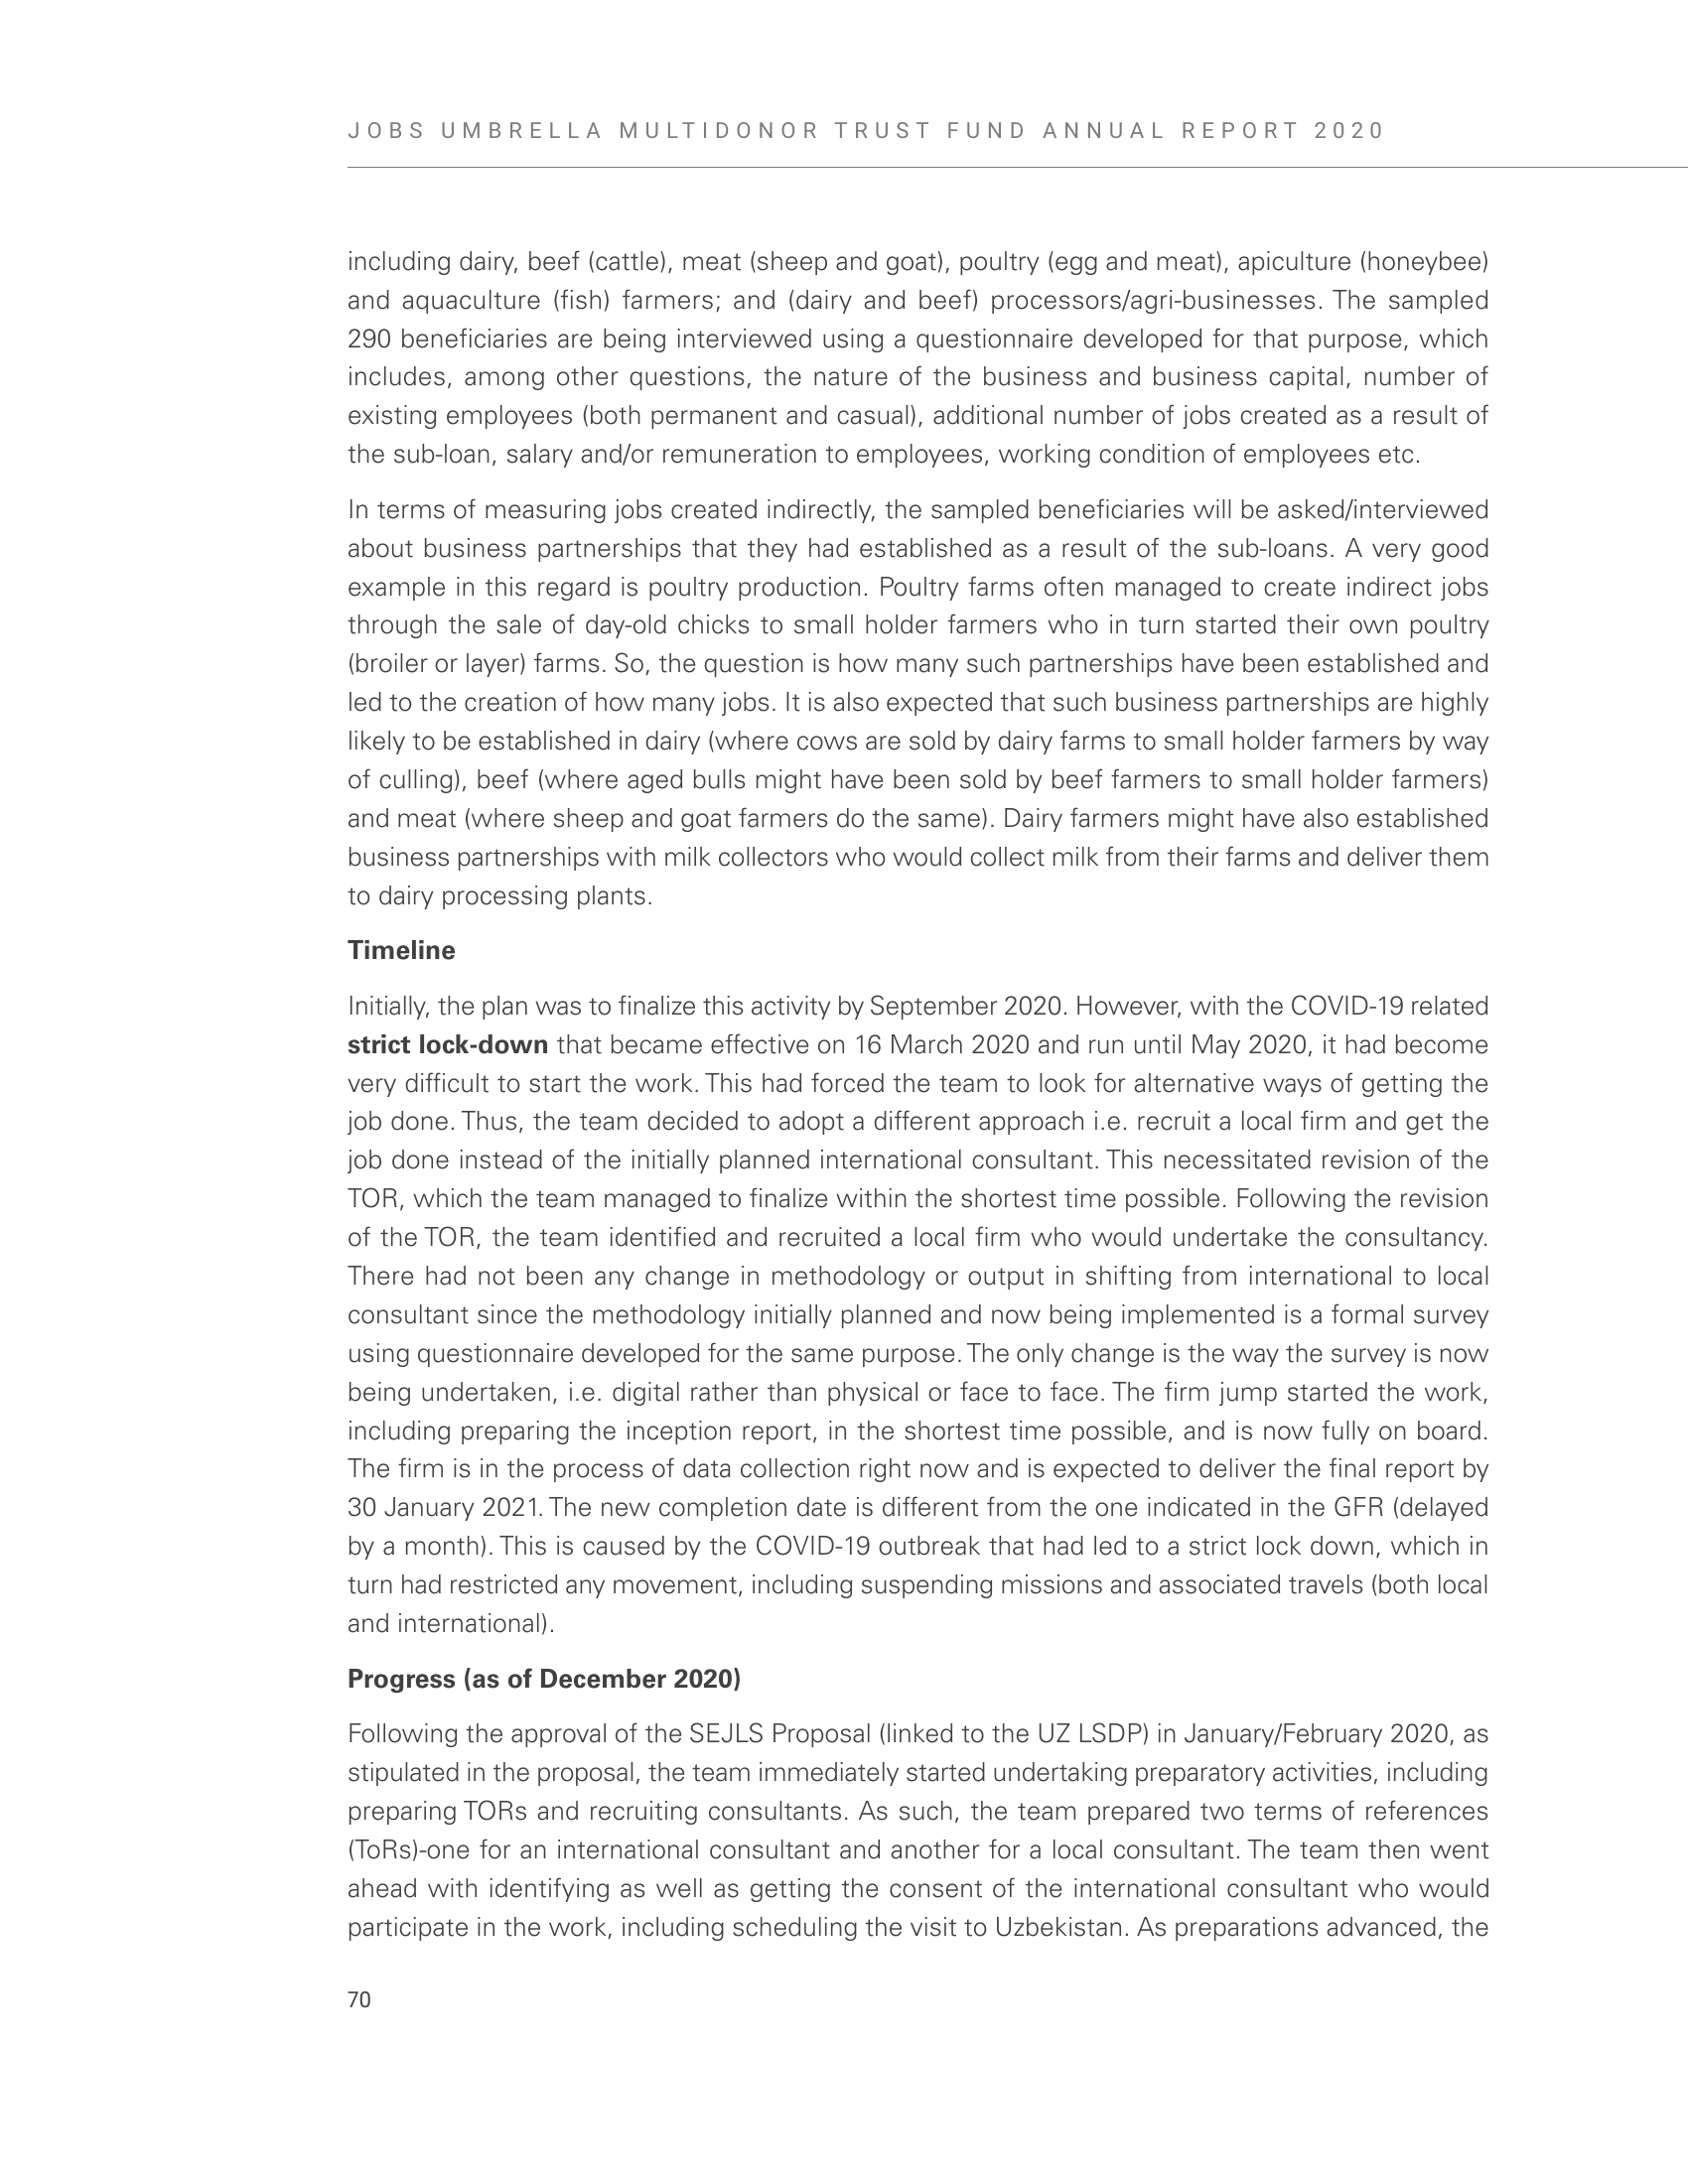 JOBS UMBRELLA MULTIDONOR TRUST FUND ANNUAL REPORT 2020
including dairy, beef (cattle), meat (sheep and goat), poultry (egg and meat), apiculture (honeybee)
and aquaculture (fish) farmers; and (dairy and beef) processors/agri-businesses. The sampled
290 beneficiaries are being interviewed using a questionnaire developed for that purpose, which
includes, among other questions, the nature of the business and business capital, number of
existing employees (both permanent and casual), additional number of jobs created as a result of
the sub-loan, salary and/or remuneration to employees, working condition of employees etc.
In terms of measuring jobs created indirectly, the sampled beneficiaries will be asked/interviewed
about business partnerships that they had established as a result of the sub-loans. A very good
example in this regard is poultry production. Poultry farms often managed to create indirect jobs
through the sale of day-old chicks to small holder farmers who in turn started their own poultry
(broiler or layer) farms. So, the question is how many such partnerships have been established and
led to the creation of how many jobs. It is also expected that such business partnerships are highly
likely to be established in dairy (where cows are sold by dairy farms to small holder farmers by way
of culling), beef (where aged bulls might have been sold by beef farmers to small holder farmers)
and meat (where sheep and goat farmers do the same). Dairy farmers might have also established
business partnerships with milk collectors who would collect milk from their farms and deliver them
to dairy processing plants.
Timeline
Initially, the plan was to finalize this activity by September 2020. However, with the COVID-19 related
strict lock-down that became effective on 16 March 2020 and run until May 2020, it had become
very difficult to start the work. This had forced the team to look for alternative ways of getting the
job done. Thus, the team decided to adopt a different approach i.e. recruit a local firm and get the
job done instead of the initially planned international consultant. This necessitated revision of the
TOR, which the team managed to finalize within the shortest time possible. Following the revision
of the TOR, the team identified and recruited a local firm who would undertake the consultancy.
There had not been any change in methodology or output in shifting from international to local
consultant since the methodology initially planned and now being implemented is a formal survey
using questionnaire developed for the same purpose. The only change is the way the survey is now
being undertaken, i.e. digital rather than physical or face to face. The firm jump started the work,
including preparing the inception report, in the shortest time possible, and is now fully on board.
The firm is in the process of data collection right now and is expected to deliver the final report by
30 January 2021. The new completion date is different from the one indicated in the GFR (delayed
by a month). This is caused by the COVID-19 outbreak that had led to a strict lock down, which in
turn had restricted any movement, including suspending missions and associated travels (both local
and international).
Progress (as of December 2020)
Following the approval of the SEJLS Proposal (linked to the UZ LSDP) in January/February 2020, as
stipulated in the proposal, the team immediately started undertaking preparatory activities, including
preparing TORs and recruiting consultants. As such, the team prepared two terms of references
(ToRs)-one for an international consultant and another for a local consultant. The team then went
ahead with identifying as well as getting the consent of the international consultant who would
participate in the work, including scheduling the visit to Uzbekistan. As preparations advanced, the
70